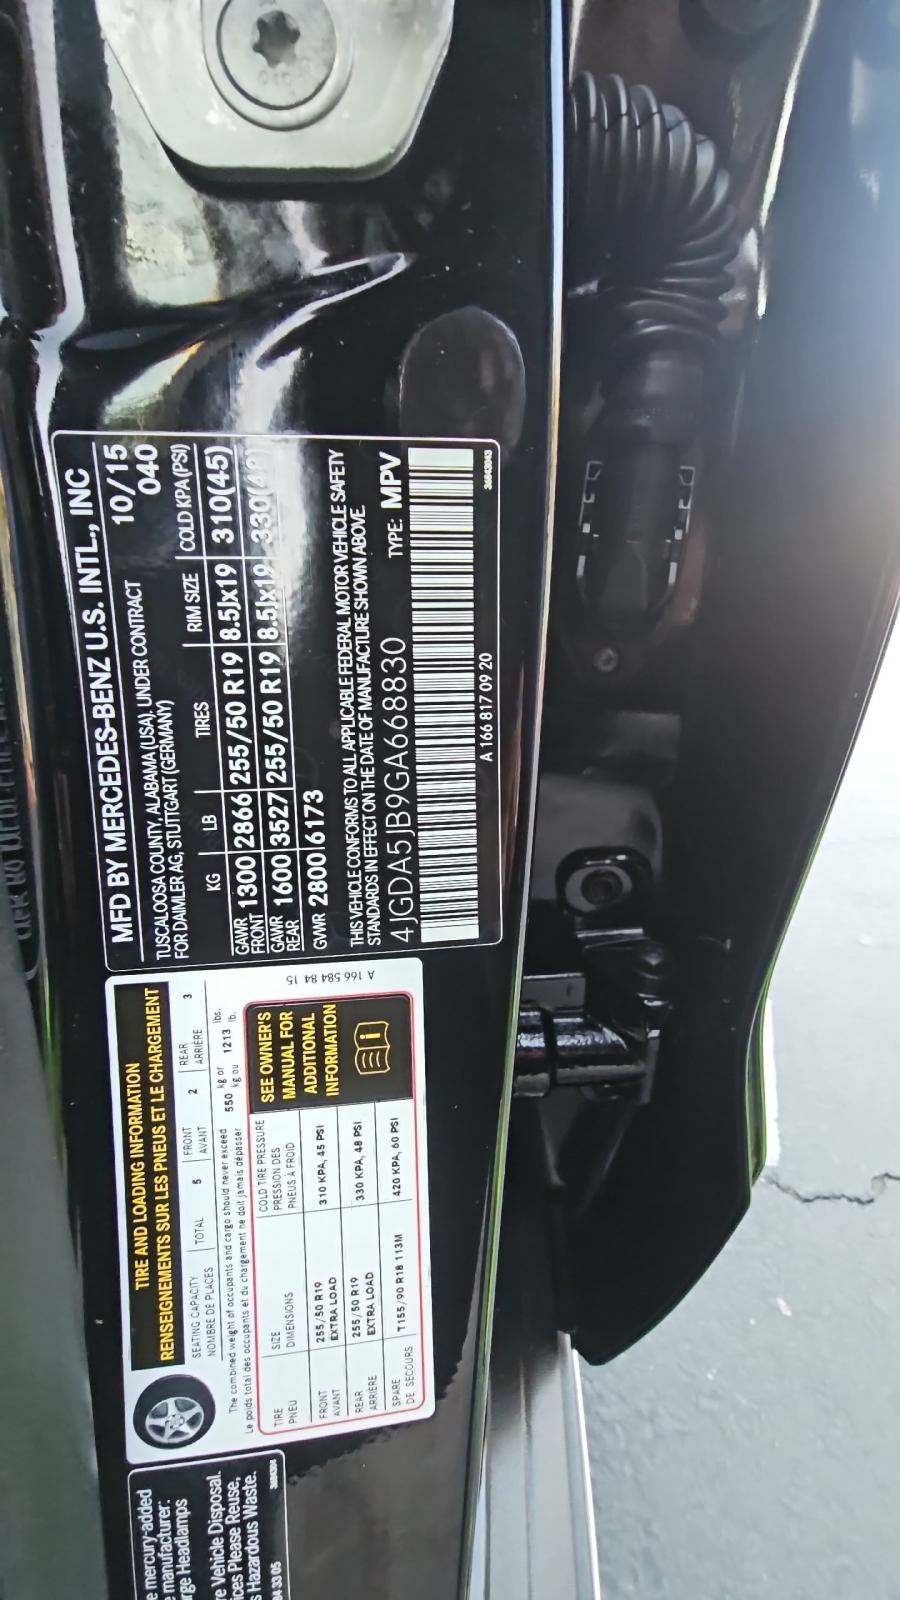 MFD BY MERCEDES-BENZ U.S. INTL., INC
TUSCALOOSA COUNTY, ALABAMA (USA), UNDER CONTRACT 10/15
FOR DAIMLER AG, STUTTGART (GERMANY) 040
KG LB TIRES RIM SIZE COLD KPA (PSI)
GAWR FRONT 1300 2866 255/50 R19 8.5Jx19 310(45)
GAWR REAR 1600 3527 255/50 R19 8.5Jx19 330(48)
GVWR 2800 6173
THIS VEHICLE CONFORMS TO ALL APPLICABLE FEDERAL MOTOR VEHICLE SAFETY
STANDARDS IN EFFECT ON THE DATE OF MANUFACTURE SHOWN ABOVE.
4JGDA5JB9GA668830 TYPE: MPV
A 166 817 09 20
TIRE AND LOADING INFORMATION
RENSEIGNEMENTS SUR LES PNEUS ET LE CHARGEMENT
SEATING CAPACITY
NOMBRE DE PLACES
TOTAL 5
FRONT
AVANT
2
REAR
ARRIÈRE
3
The combined weight of occupants and cargo should never exceed 550 kg or 1213 lbs.
Le poids total des occupants et du chargement ne doit jamais dépasser kg ou lb.
TIRE
PNEU
SIZE
DIMENSIONS
COLD TIRE PRESSURE
PRESSION DES
PNEUS À FROID
FRONT
AVANT
255/50 R19
EXTRA LOAD
310 KPA, 45 PSI
REAR
ARRIÈRE
255/50 R19
EXTRA LOAD
330 KPA, 48 PSI
SPARE
DE SECOURS
T155/90 R18 113M
420 KPA, 60 PSI
SEE OWNER'S
MANUAL FOR
ADDITIONAL
INFORMATION
A 166 584 84 15
mercury-added
manufacturer:
Headlamps
Vehicle Disposal.
Please Reuse,
Hazardous Waste.